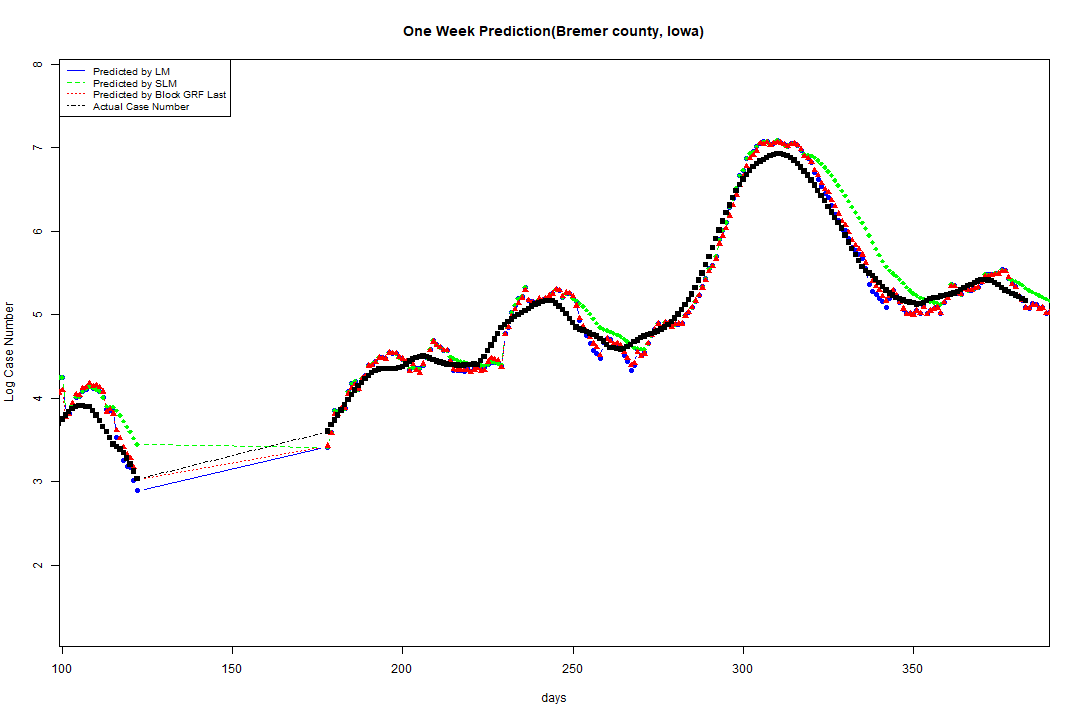 One Week Prediction(Bremer county, Iowa)
Predicted by LM
Predicted by SLM
Predicted by Block GRF Last
Actual Case Number
Log Case Number
8
7
6
5
4
3
2
100 150 200 250 300 350
days